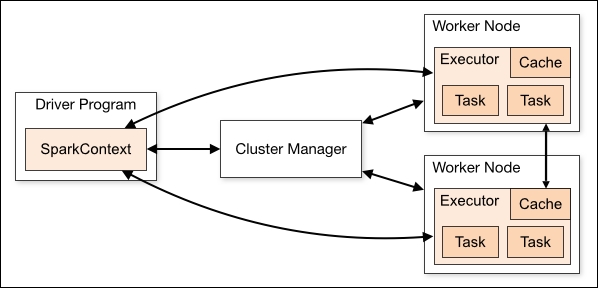 Driver Program
SparkContext
Cluster Manager
Worker Node
Executor
Cache
Task
Task
Worker Node
Executor
Cache
Task
Task